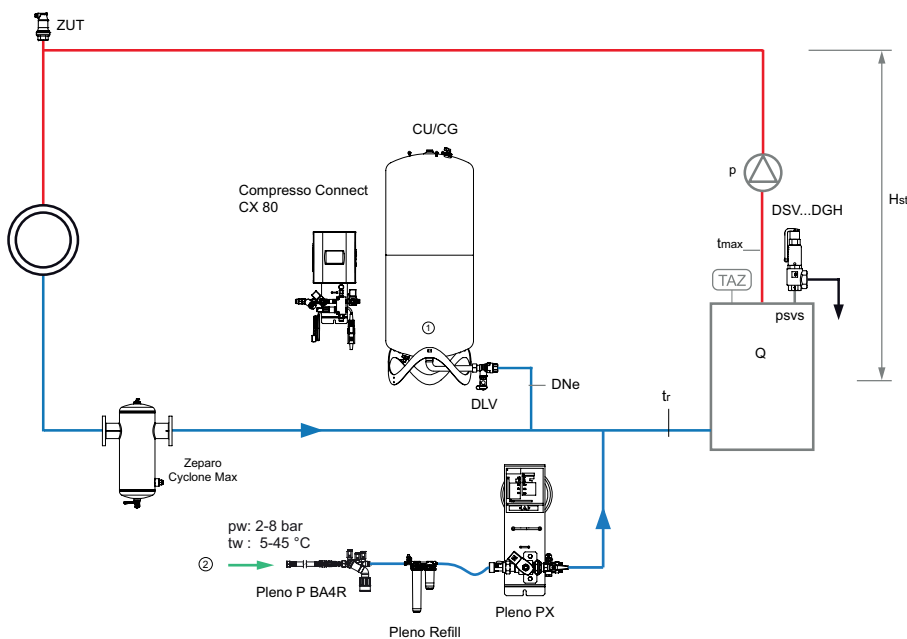 ZUT
CU/CG
Compresso Connect
CX 80
p
Hst
DSV...DGH
tmax
TAZ
psvs
1
Q
DNe
DLV
tr
Zeparo
Cyclone Max
pw: 2-8 bar
tw : 5-45 °C
2
Pleno P BA4R
Pleno Refill
Pleno PX